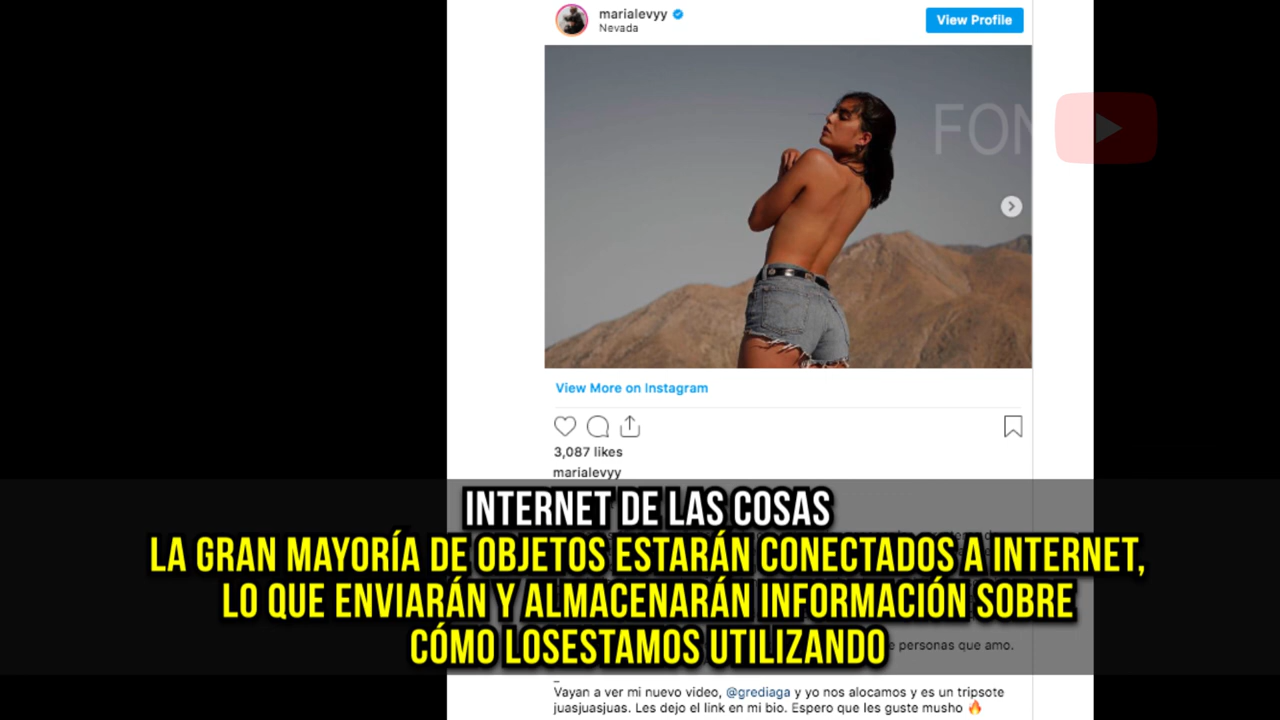 marialevyy
Nevada
View Profile
FON
View More on Instagram
3,087 likes
marialevyy
INTERNET DE LAS COSAS
LA GRAN MAYORÍA DE OBJETOS ESTARÁN CONECTADOS A INTERNET,
LO QUE ENVIARÁN Y ALMACENARÁN INFORMACIÓN SOBRE
CÓMO LOSESTAMOS UTILIZANDO
personas que amo.
–
Vayan a ver mi nuevo video, @grediaga y yo nos alocamos y es un tripsote
juasjuasjuas. Les dejo el link en mi bio. Espero que les guste musho 🔥